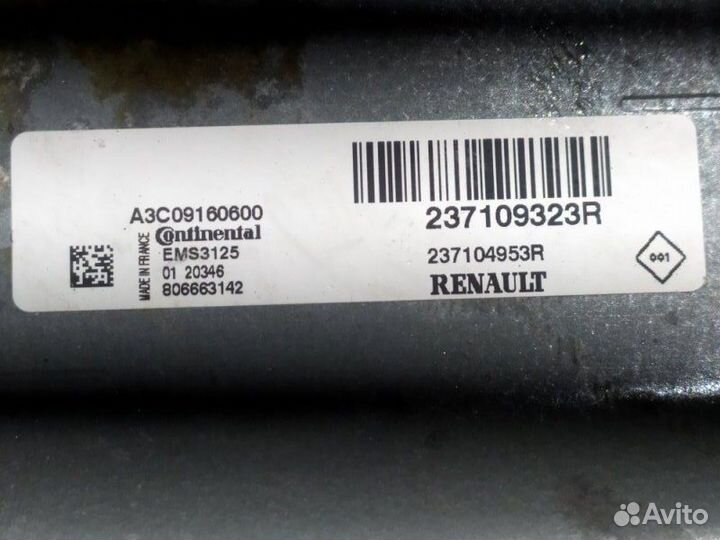 A3C09160600
Continental
EMS3125
01 20346
806663142
MADE IN FRANCE
237109323R
237104953R
RENAULT
001
Avito